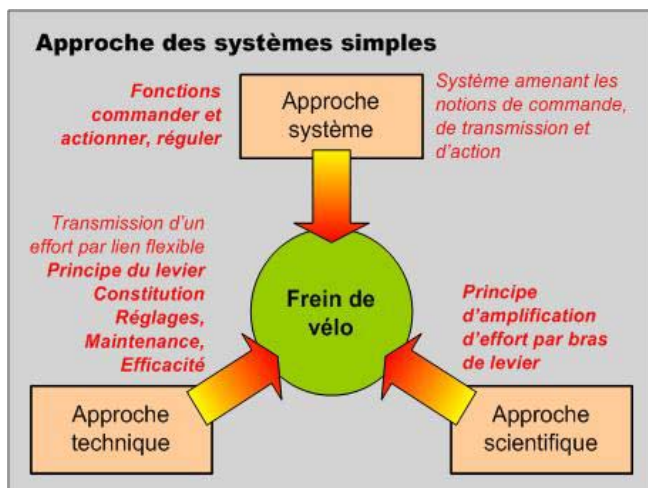 Approche des systèmes simples
Fonctions
commander et
actionner, réguler
Approche
système
Système amenant les
notions de commande,
de transmission et
d'action
Transmission d'un
effort par lien flexible
Principe du levier
Constitution
Réglages,
Maintenance,
Efficacité
Frein de
vélo
Principe
d'amplification
d'effort par bras
de levier
Approche
technique
Approche
scientifique